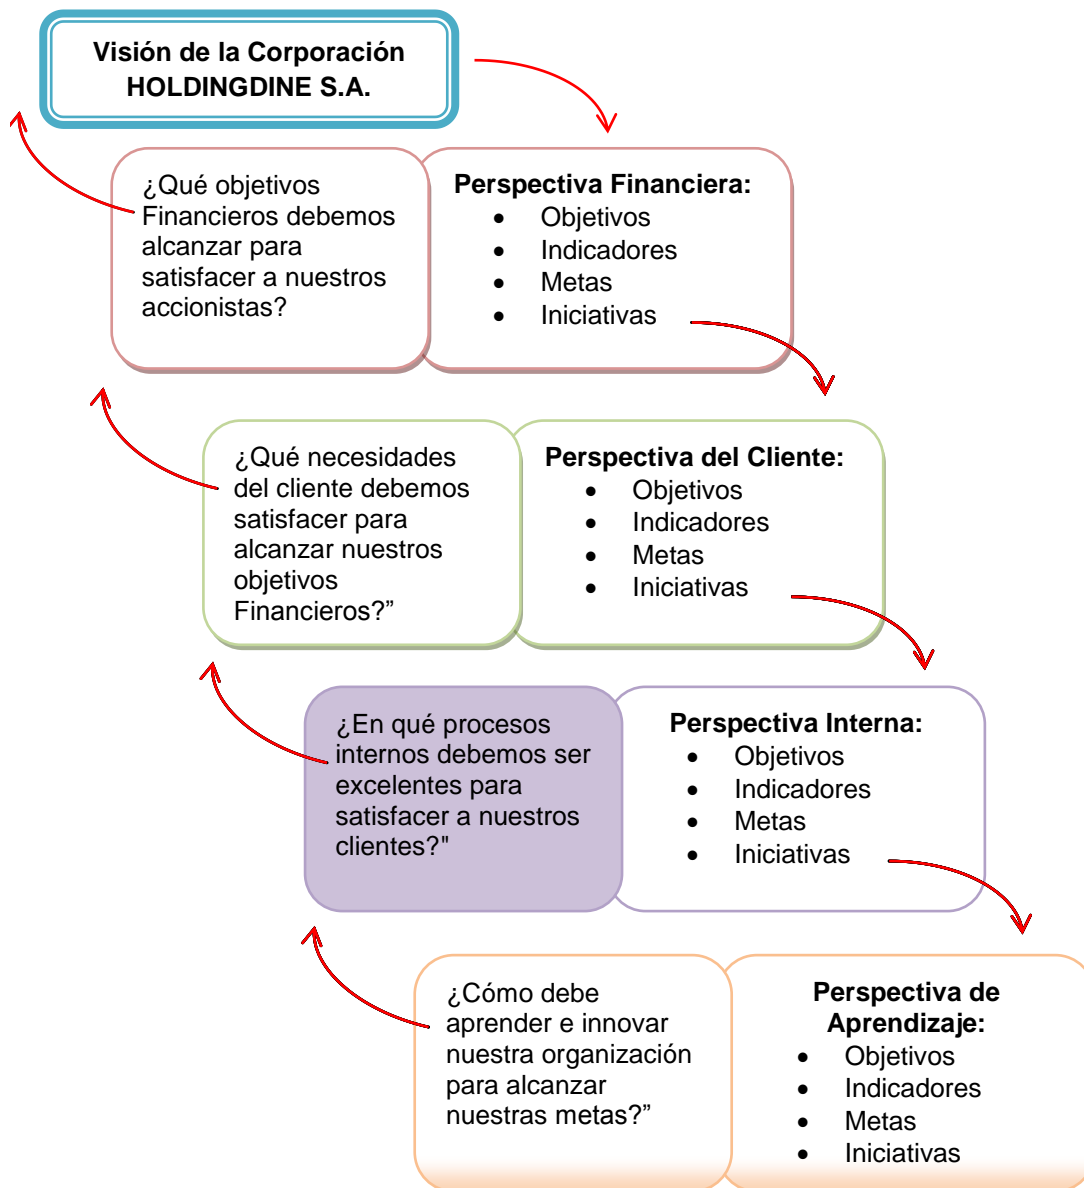 Visión de la Corporación
HOLDINGDINE S.A.
¿Qué objetivos
Financieros debemos
alcanzar para
satisfacer a nuestros
accionistas?
Perspectiva Financiera:
• Objetivos
• Indicadores
• Metas
• Iniciativas
¿Qué necesidades
del cliente debemos
satisfacer para
alcanzar nuestros
objetivos
Financieros?”
Perspectiva del Cliente:
• Objetivos
• Indicadores
• Metas
• Iniciativas
¿En qué procesos
internos debemos ser
excelentes para
satisfacer a nuestros
clientes?"
Perspectiva Interna:
• Objetivos
• Indicadores
• Metas
• Iniciativas
¿Cómo debe
aprender e innovar
nuestra organización
para alcanzar
nuestras metas?”
Perspectiva de
Aprendizaje:
• Objetivos
• Indicadores
• Metas
• Iniciativas